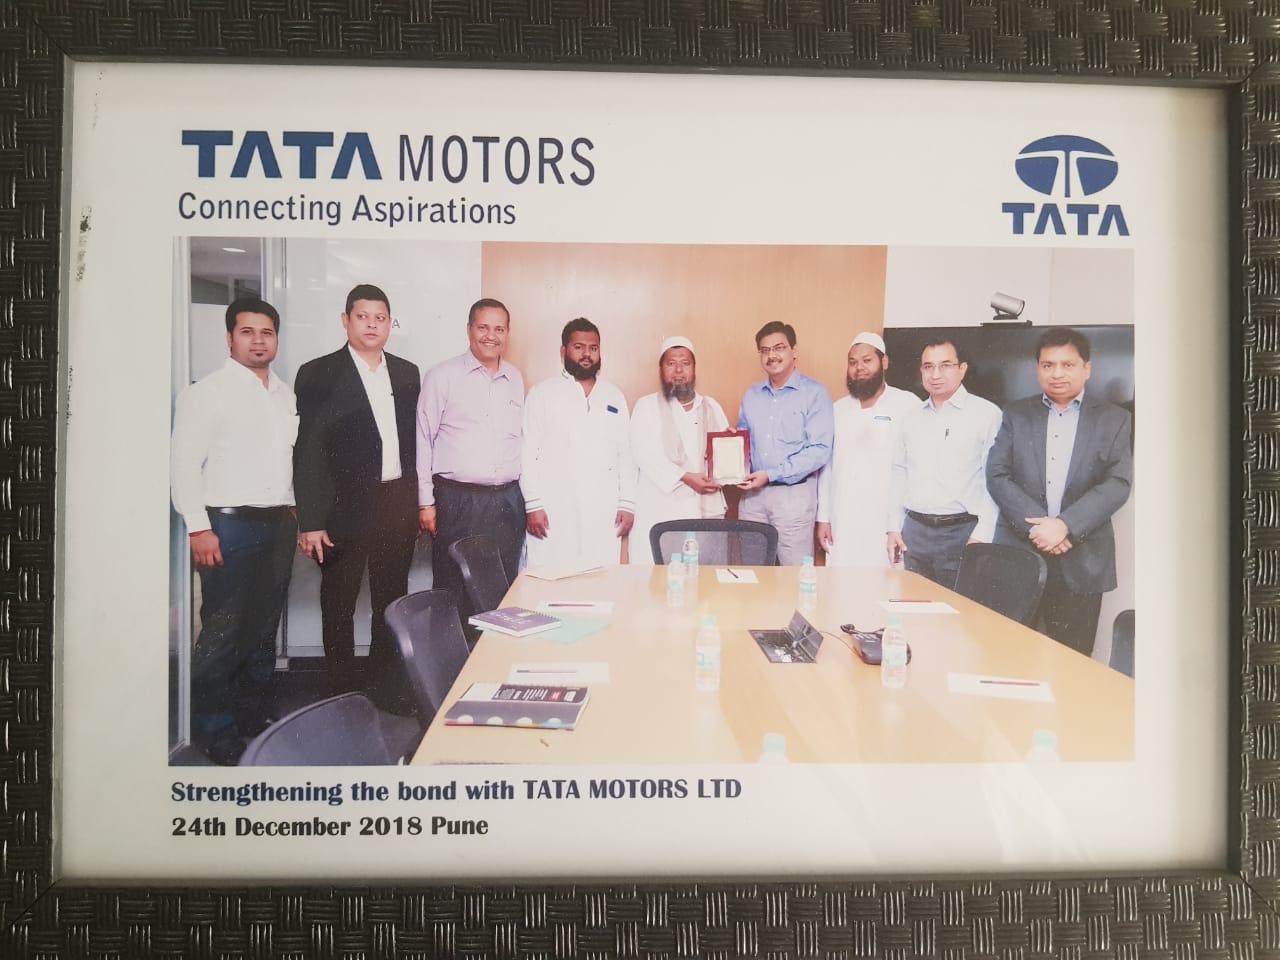 TATA MOTORS
Connecting Aspirations
TATA
A
Strengthening the bond with TATA MOTORS LTD
24th December 2018 Pune